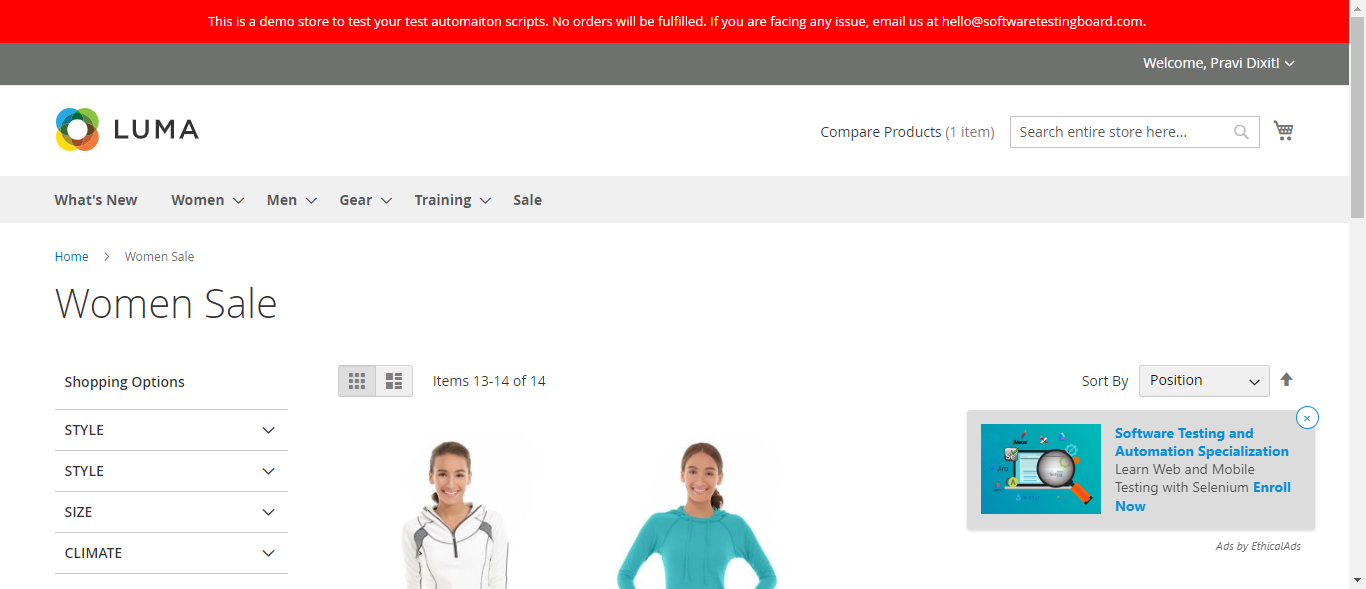 This is a demo store to test your test automaiton scripts. No orders will be fulfilled. If you are facing any issue, email us at hello@softwaretestingboard.com.
Welcome, Pravi Dixit!
LUMA
Compare Products (1 item)
Search entire store here...
What's New Women Men Gear Training Sale
Home > Women Sale
Women Sale
Shopping Options
Items 13-14 of 14
Sort By Position
STYLE
STYLE
SIZE
CLIMATE
Software Testing and
Automation Specialization
Learn Web and Mobile
Testing with Selenium Enroll
Now
Ads by EthicalAds